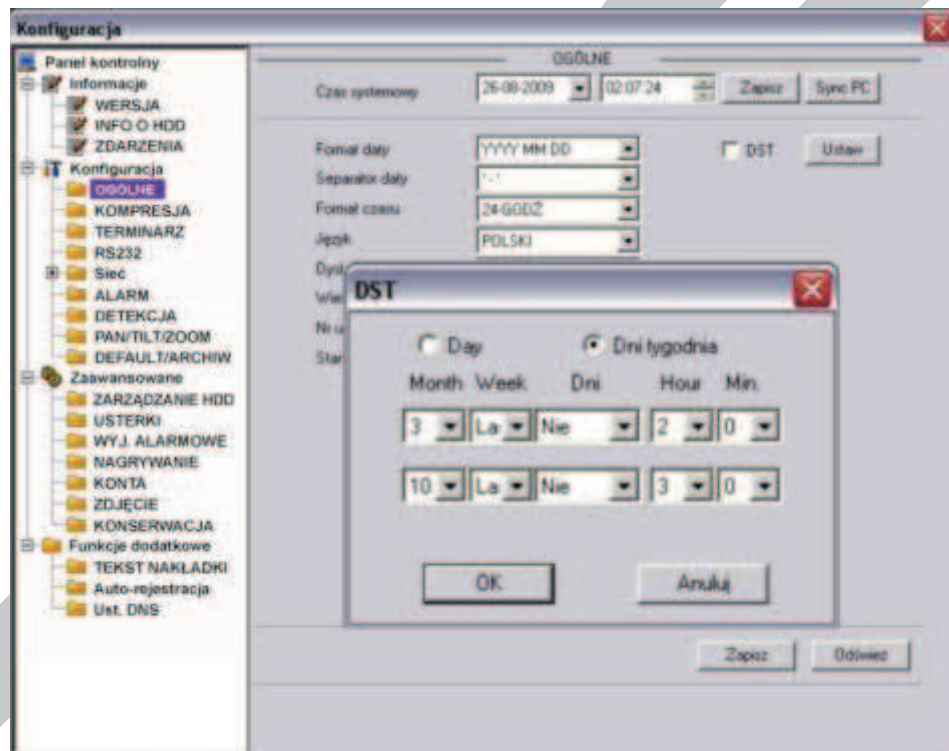 Konfiguracja
Panel kontrolny
Informacje
WERSJA
INFO O HDD
ZDARZENIA
Konfiguracja
OGÓLNE
KOMPRESJA
TERMINARZ
RS232
Sieć
ALARM
DETEKCJA
PAN/TILT/ZOOM
DEFAULT/ARCHIW
Zaawansowane
ZARZĄDZANIE HDD
USTERKI
WYJ. ALARMOWE
NAGRYWANIE
KONTA
ZDJĘCIE
KONSERWACJA
Funkcje dodatkowe
TEKST NAKŁADKI
Auto-rejestracja
Ust. DNS
OGÓLNE
Czas systemowy 26-08-2009 02:07:24 Zapisz Sync PC
Format daty YYYY MM DD DST Ustaw
Separator daty '-'
Format czasu 24-GODZ
Język POLSKI
DST
Day Dni tygodnia
Month Week Dni Hour Min.
3 La Nie 2 0
10 La Nie 3 0
OK Anuluj
Zapisz Odśwież